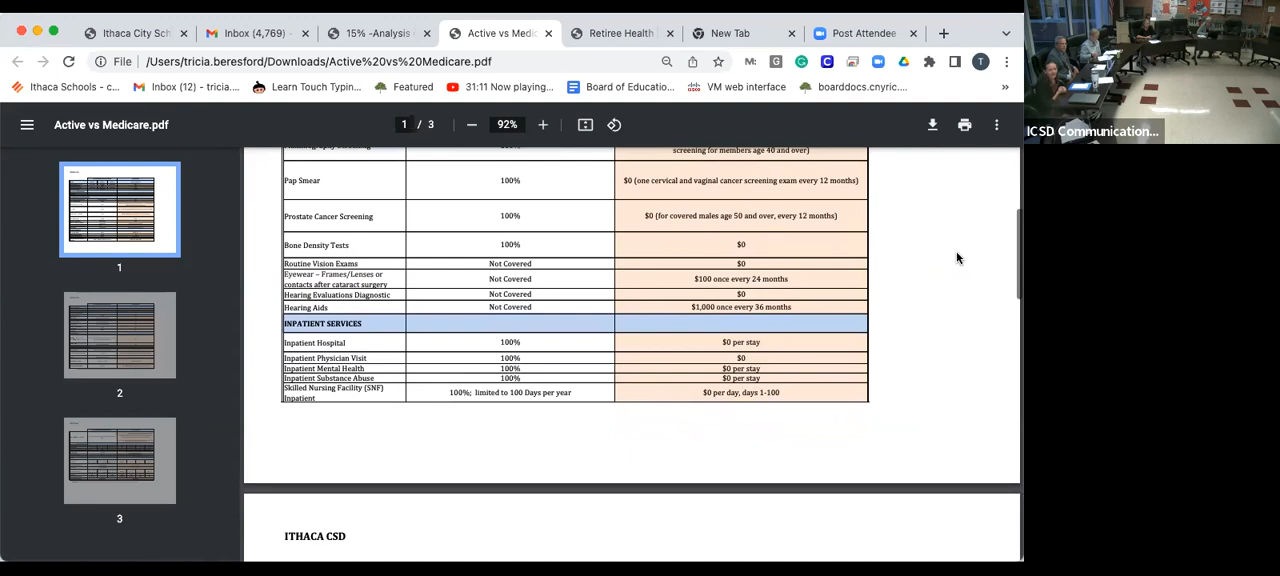 Ithaca City Sch
Inbox (4,769)
15% -Analysis
Active vs Medic
Retiree Health
New Tab
Post Attendee
File
/Users/tricia.beresford/Downloads/Active%20vs%20Medicare.pdf
Ithaca Schools - c...
Inbox (12) - tricia....
Learn Touch Typin...
Featured
31:11 Now playing...
Board of Educatio...
VM web interface
boarddocs.cnyric....
Active vs Medicare.pdf
1 / 3
92%
ICSD Communication...
screening for members age 40 and over)
Pap Smear 100% $0 (one cervical and vaginal cancer screening exam every 12 months)
Prostate Cancer Screening 100% $0 (for covered males age 50 and over, every 12 months)
Bone Density Tests 100% $0
Routine Vision Exams Not Covered $0
Eyewear – Frames/Lenses or
contacts after cataract surgery Not Covered $100 once every 24 months
Hearing Evaluations Diagnostic Not Covered $0
Hearing Aids Not Covered $1,000 once every 36 months
INPATIENT SERVICES
Inpatient Hospital 100% $0 per stay
Inpatient Physician Visit 100% $0
Inpatient Mental Health 100% $0 per stay
Inpatient Substance Abuse 100% $0 per stay
Skilled Nursing Facility (SNF)
Inpatient 100%; limited to 100 Days per year $0 per day, days 1-100
ITHACA CSD
1
2
3